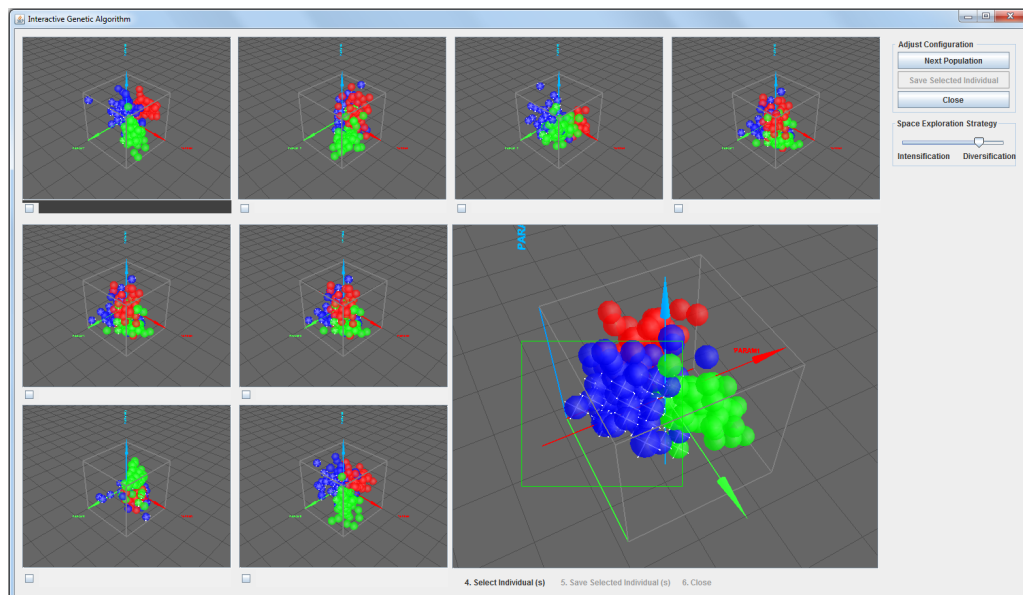 Interactive Genetic Algorithm
Adjust Configuration
Next Population
Save Selected Individual
Close
Space Exploration Strategy
Intensification Diversification
PARAM1
4. Select Individual (s) 5. Save Selected Individual (s) 6. Close